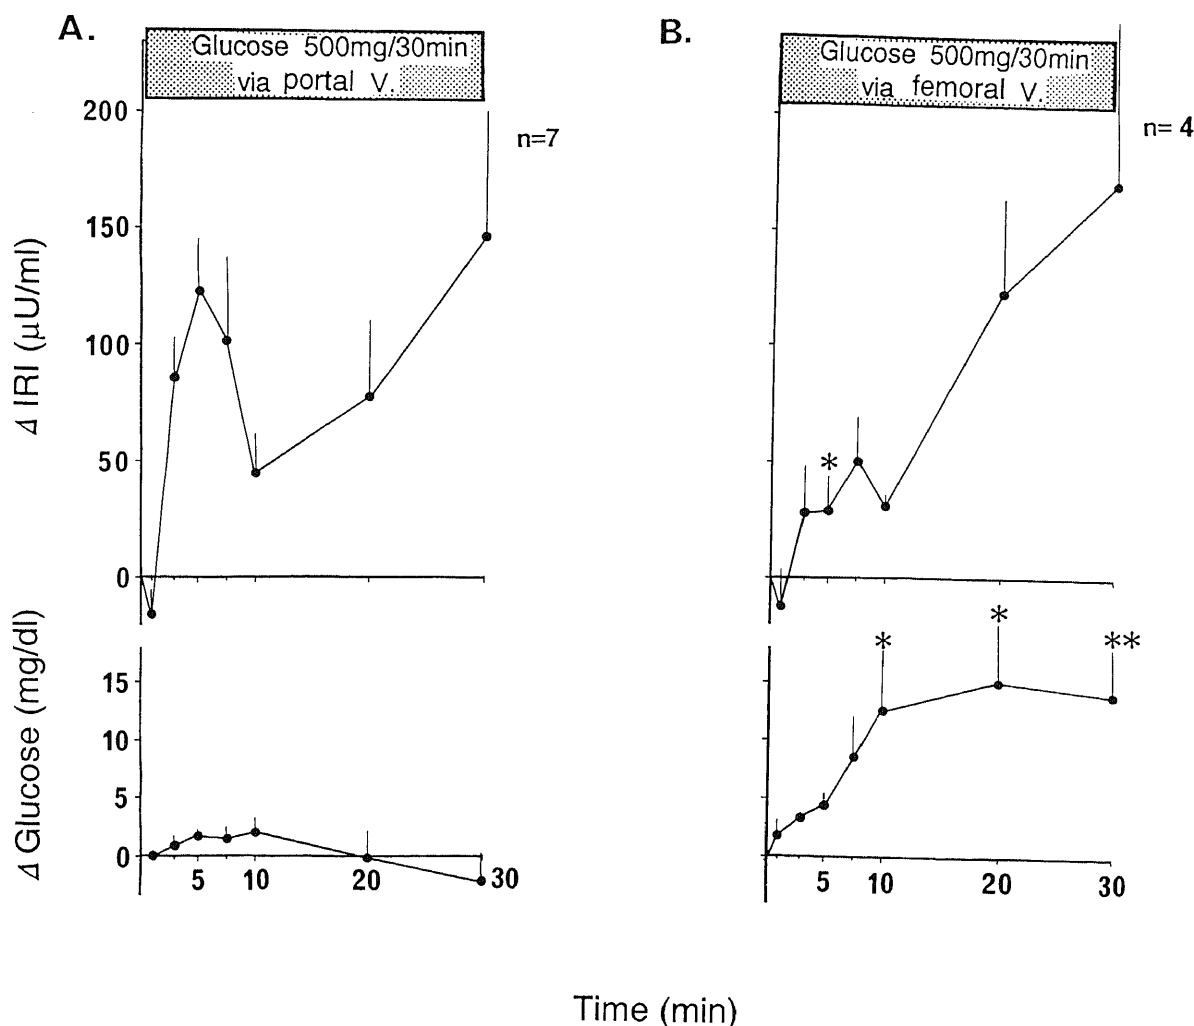 A.
Glucose 500mg/30min
via portal V.
n=7
200
150
100
50
0
Δ IRI (μU/ml)
15
10
5
0
Δ Glucose (mg/dl)
5 10 20 30
B.
Glucose 500mg/30min
via femoral V.
n= 4
*
* * **
5 10 20 30
Time (min)